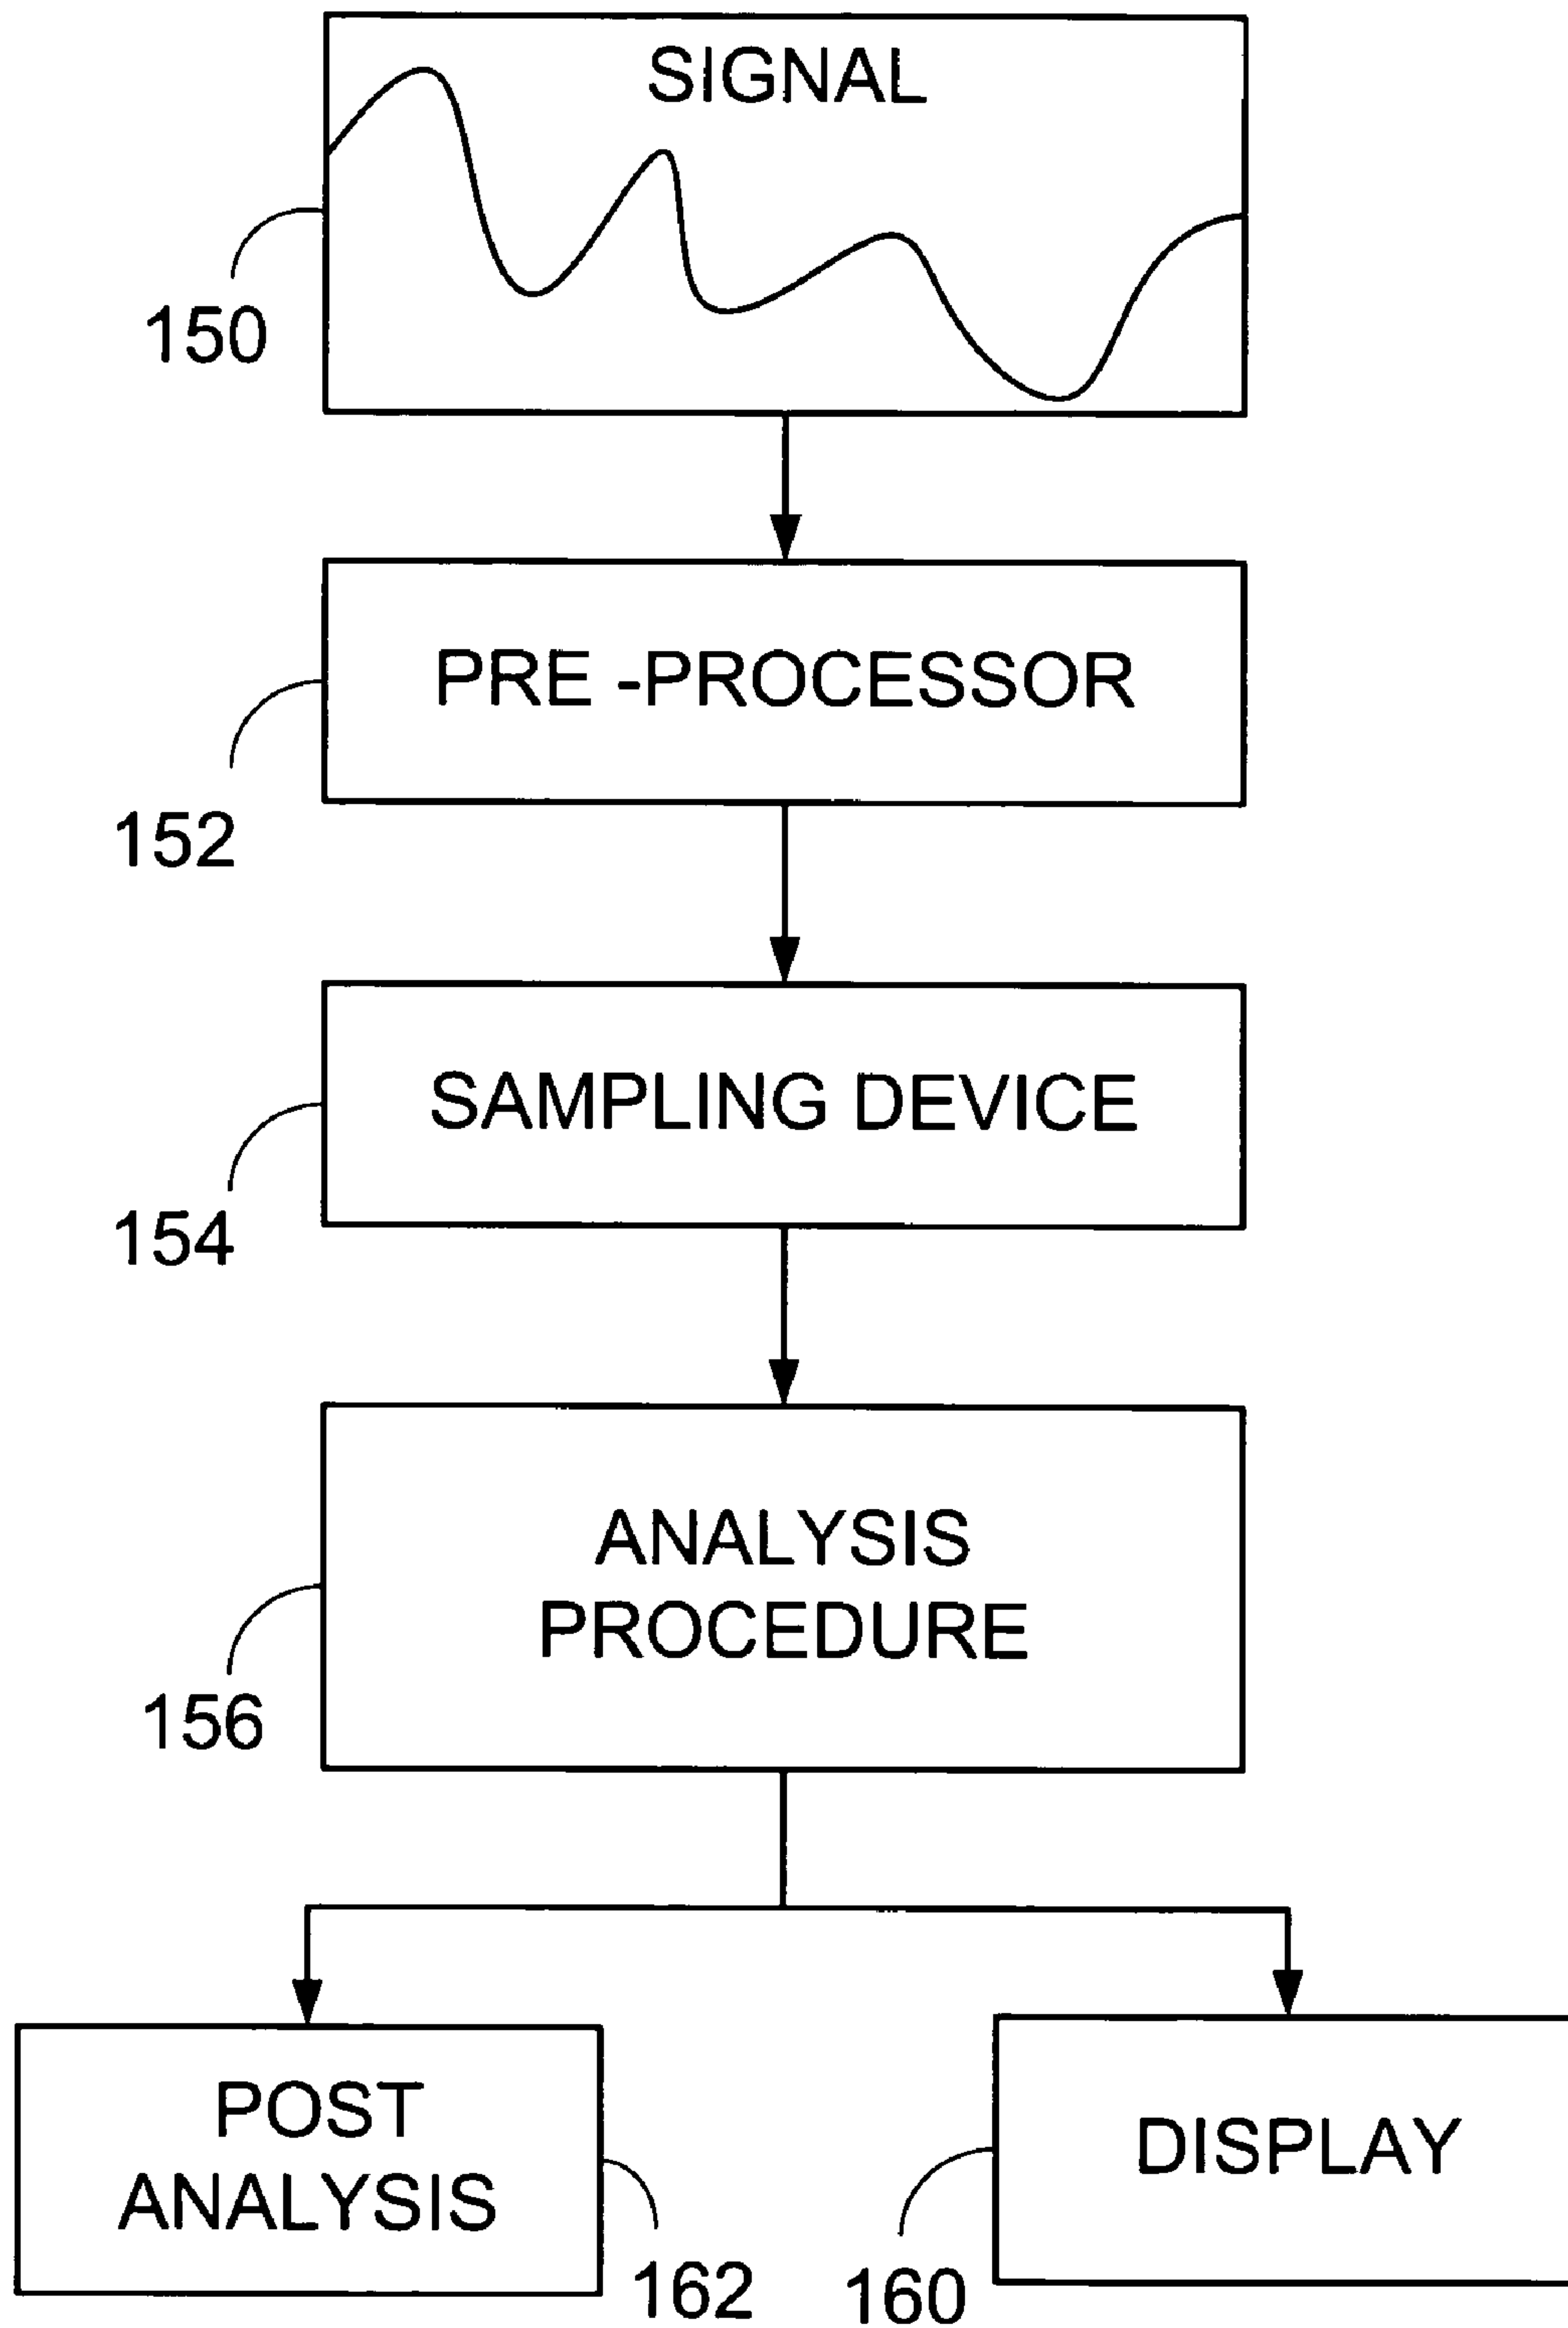 SIGNAL
150
PRE -PROCESSOR
152
SAMPLING DEVICE
154
ANALYSIS
PROCEDURE
156
POST
ANALYSIS
162
DISPLAY
160